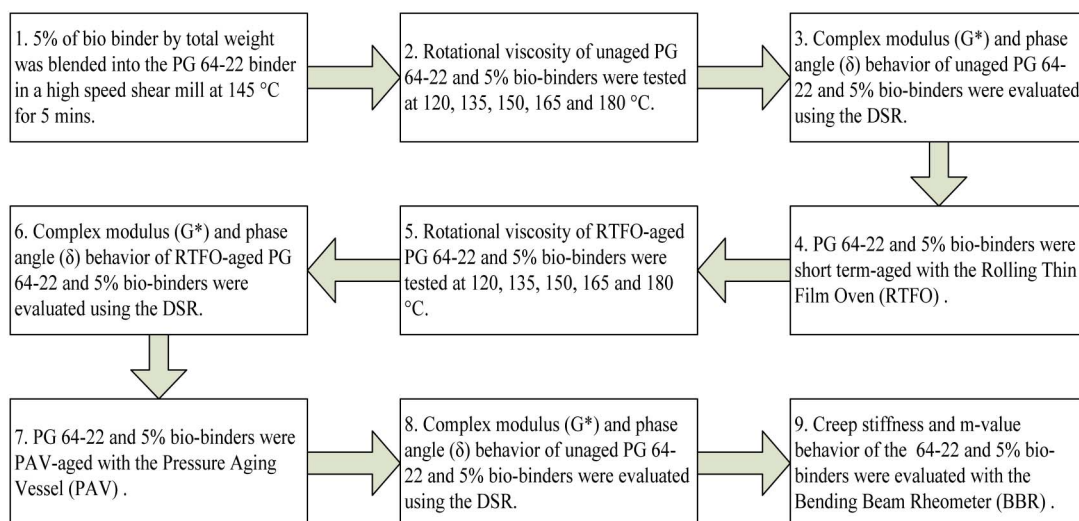 1. 5% of bio binder by total weight
was blended into the PG 64-22 binder
in a high speed shear mill at 145 °C
for 5 mins.
2. Rotational viscosity of unaged PG
64-22 and 5% bio-binders were tested
at 120, 135, 150, 165 and 180 °C.
3. Complex modulus (G*) and phase
angle (δ) behavior of unaged PG 64-
22 and 5% bio-binders were evaluated
using the DSR.
4. PG 64-22 and 5% bio-binders were
short term-aged with the Rolling Thin
Film Oven (RTFO) .
5. Rotational viscosity of RTFO-aged
PG 64-22 and 5% bio-binders were
tested at 120, 135, 150, 165 and 180
°C.
6. Complex modulus (G*) and phase
angle (δ) behavior of RTFO-aged PG
64-22 and 5% bio-binders were
evaluated using the DSR.
7. PG 64-22 and 5% bio-binders were
PAV-aged with the Pressure Aging
Vessel (PAV) .
8. Complex modulus (G*) and phase
angle (δ) behavior of unaged PG 64-
22 and 5% bio-binders were evaluated
using the DSR.
9. Creep stiffness and m-value
behavior of the  64-22 and 5% bio-
binders were evaluated with the
Bending Beam Rheometer (BBR) .